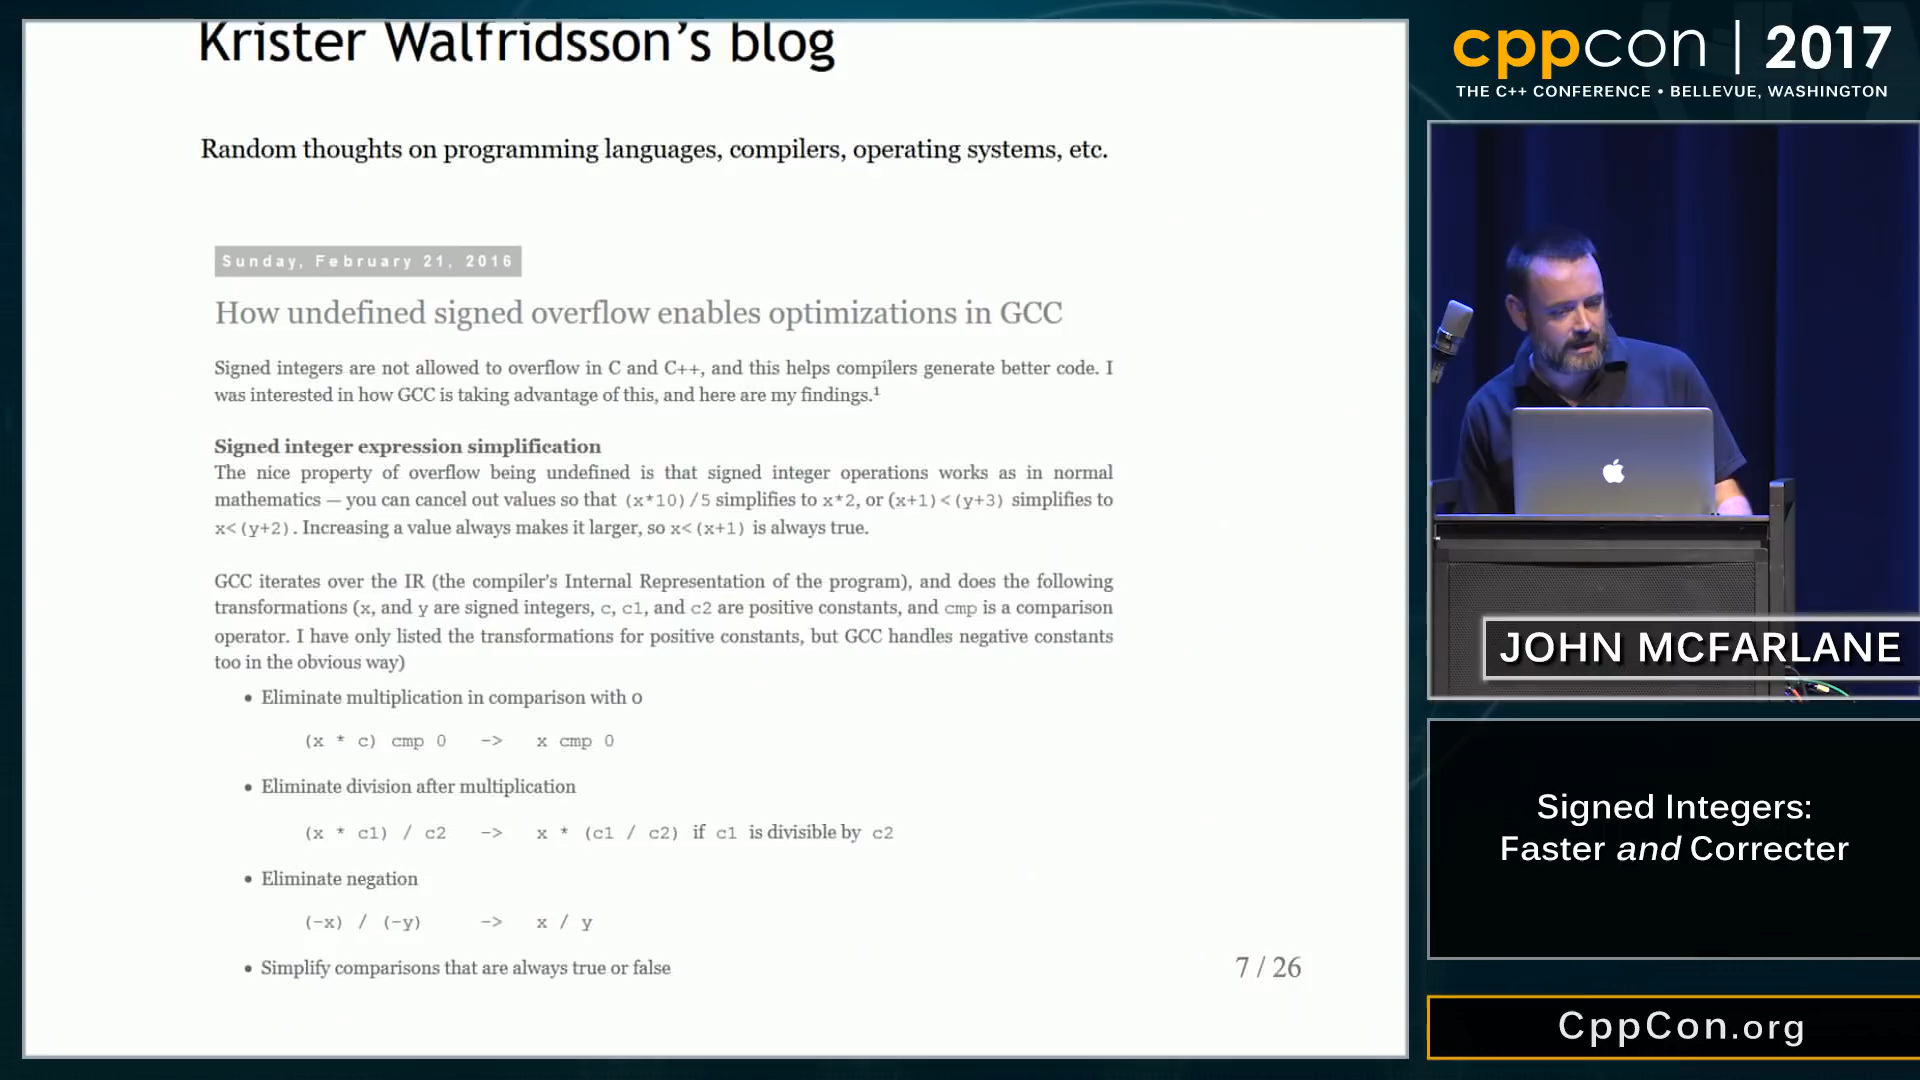 Krister Walfridsson's blog
Random thoughts on programming languages, compilers, operating systems, etc.
Sunday, February 21, 2016
How undefined signed overflow enables optimizations in GCC
Signed integers are not allowed to overflow in C and C++, and this helps compilers generate better code. I
was interested in how GCC is taking advantage of this, and here are my findings.¹
Signed integer expression simplification
The nice property of overflow being undefined is that signed integer operations works as in normal
mathematics — you can cancel out values so that (x*10)/5 simplifies to x*2, or (x+1)<(y+3) simplifies to
x<(y+2). Increasing a value always makes it larger, so x<(x+1) is always true.
GCC iterates over the IR (the compiler's Internal Representation of the program), and does the following
transformations (x, and y are signed integers, c, c1, and c2 are positive constants, and cmp is a comparison
operator. I have only listed the transformations for positive constants, but GCC handles negative constants
too in the obvious way)
• Eliminate multiplication in comparison with 0
(x * c) cmp 0 -> x cmp 0
• Eliminate division after multiplication
(x * c1) / c2 -> x * (c1 / c2) if c1 is divisible by c2
• Eliminate negation
(-x) / (-y) -> x / y
• Simplify comparisons that are always true or false
7 / 26
cppcon | 2017
THE C++ CONFERENCE • BELLEVUE, WASHINGTON
JOHN MCFARLANE
Signed Integers:
Faster and Correcter
CppCon.org